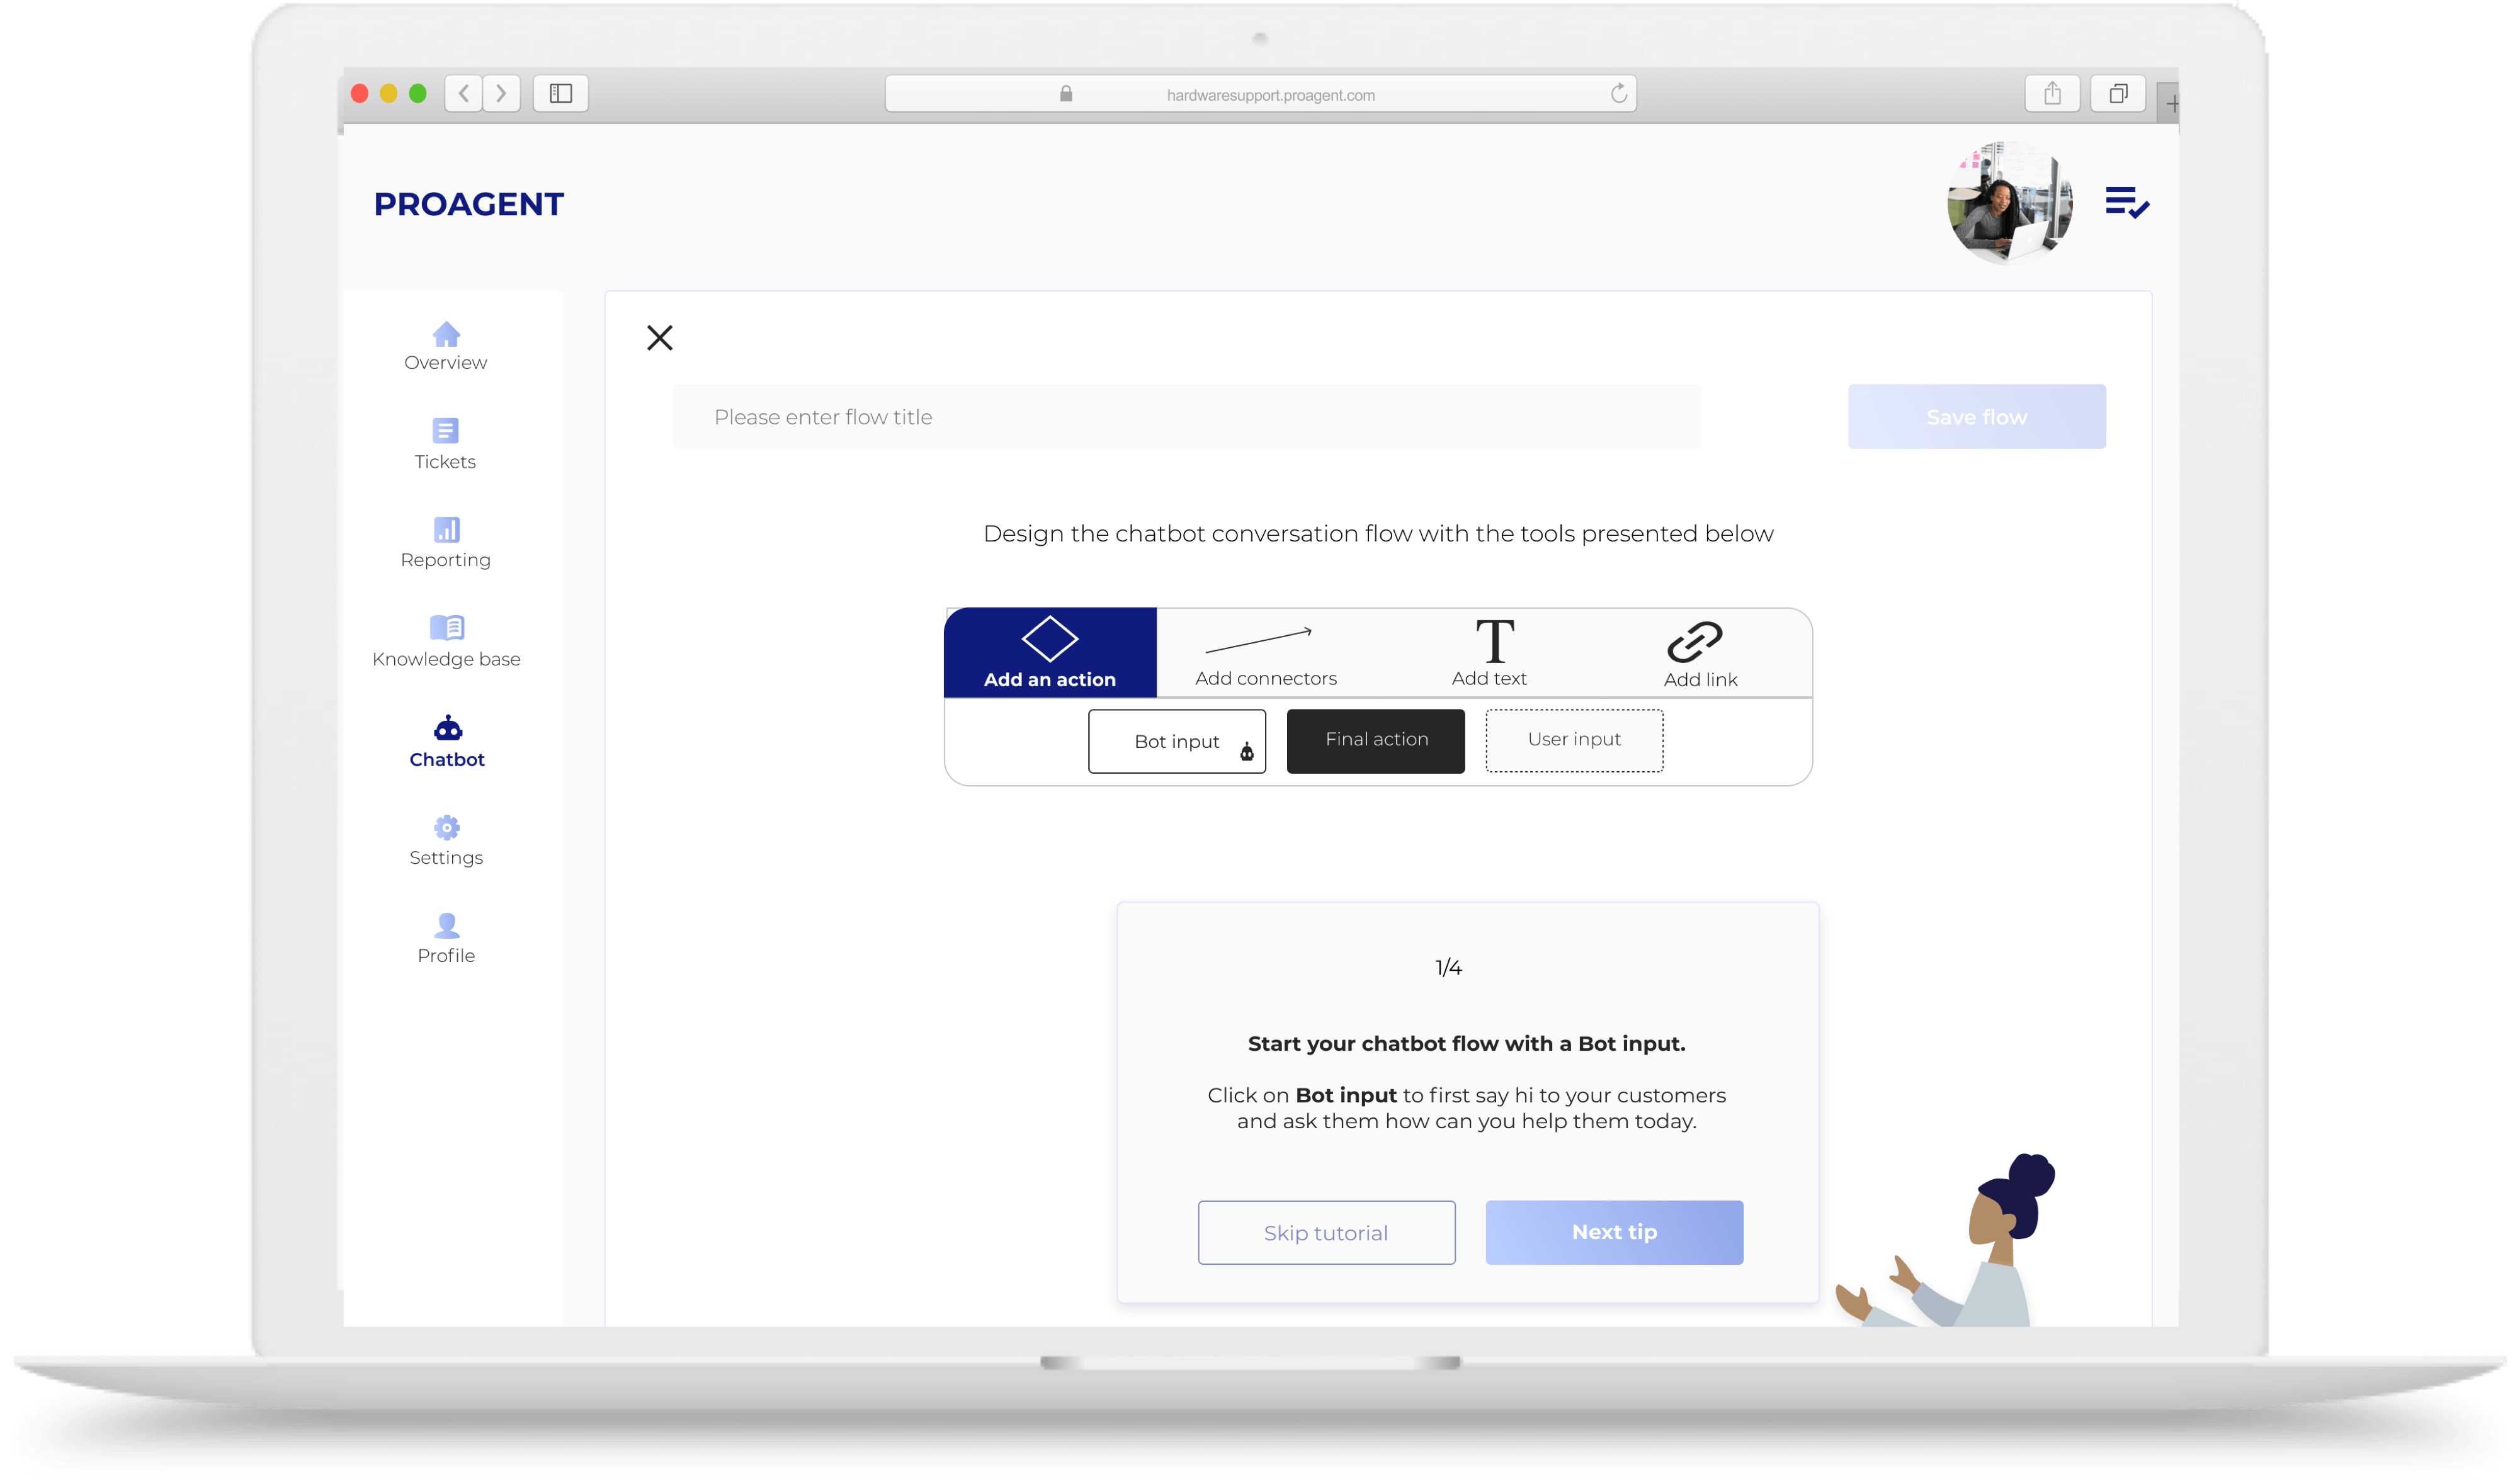 hardwaresupport.proagent.com
PROAGENT
Overview
Tickets
Reporting
Knowledge base
Chatbot
Settings
Profile
Please enter flow title
Save flow
Design the chatbot conversation flow with the tools presented below
Add an action
Add connectors
T
Add text
Add link
Bot input
Final action
User input
1/4
Start your chatbot flow with a Bot input.
Click on Bot input to first say hi to your customers
and ask them how can you help them today.
Skip tutorial
Next tip